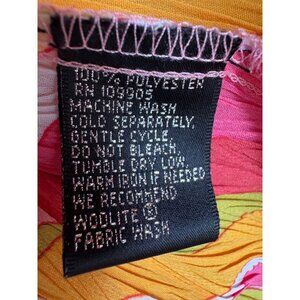 100% POLYESTER
RN 109905
MACHINE WASH
COLD SEPARATELY,
GENTLE CYCLE.
DO NOT BLEACH.
TUMBLE DRY LOW.
WARM IRON IF NEEDED
WE RECOMMEND
WOOLITE ®
FABRIC WASH